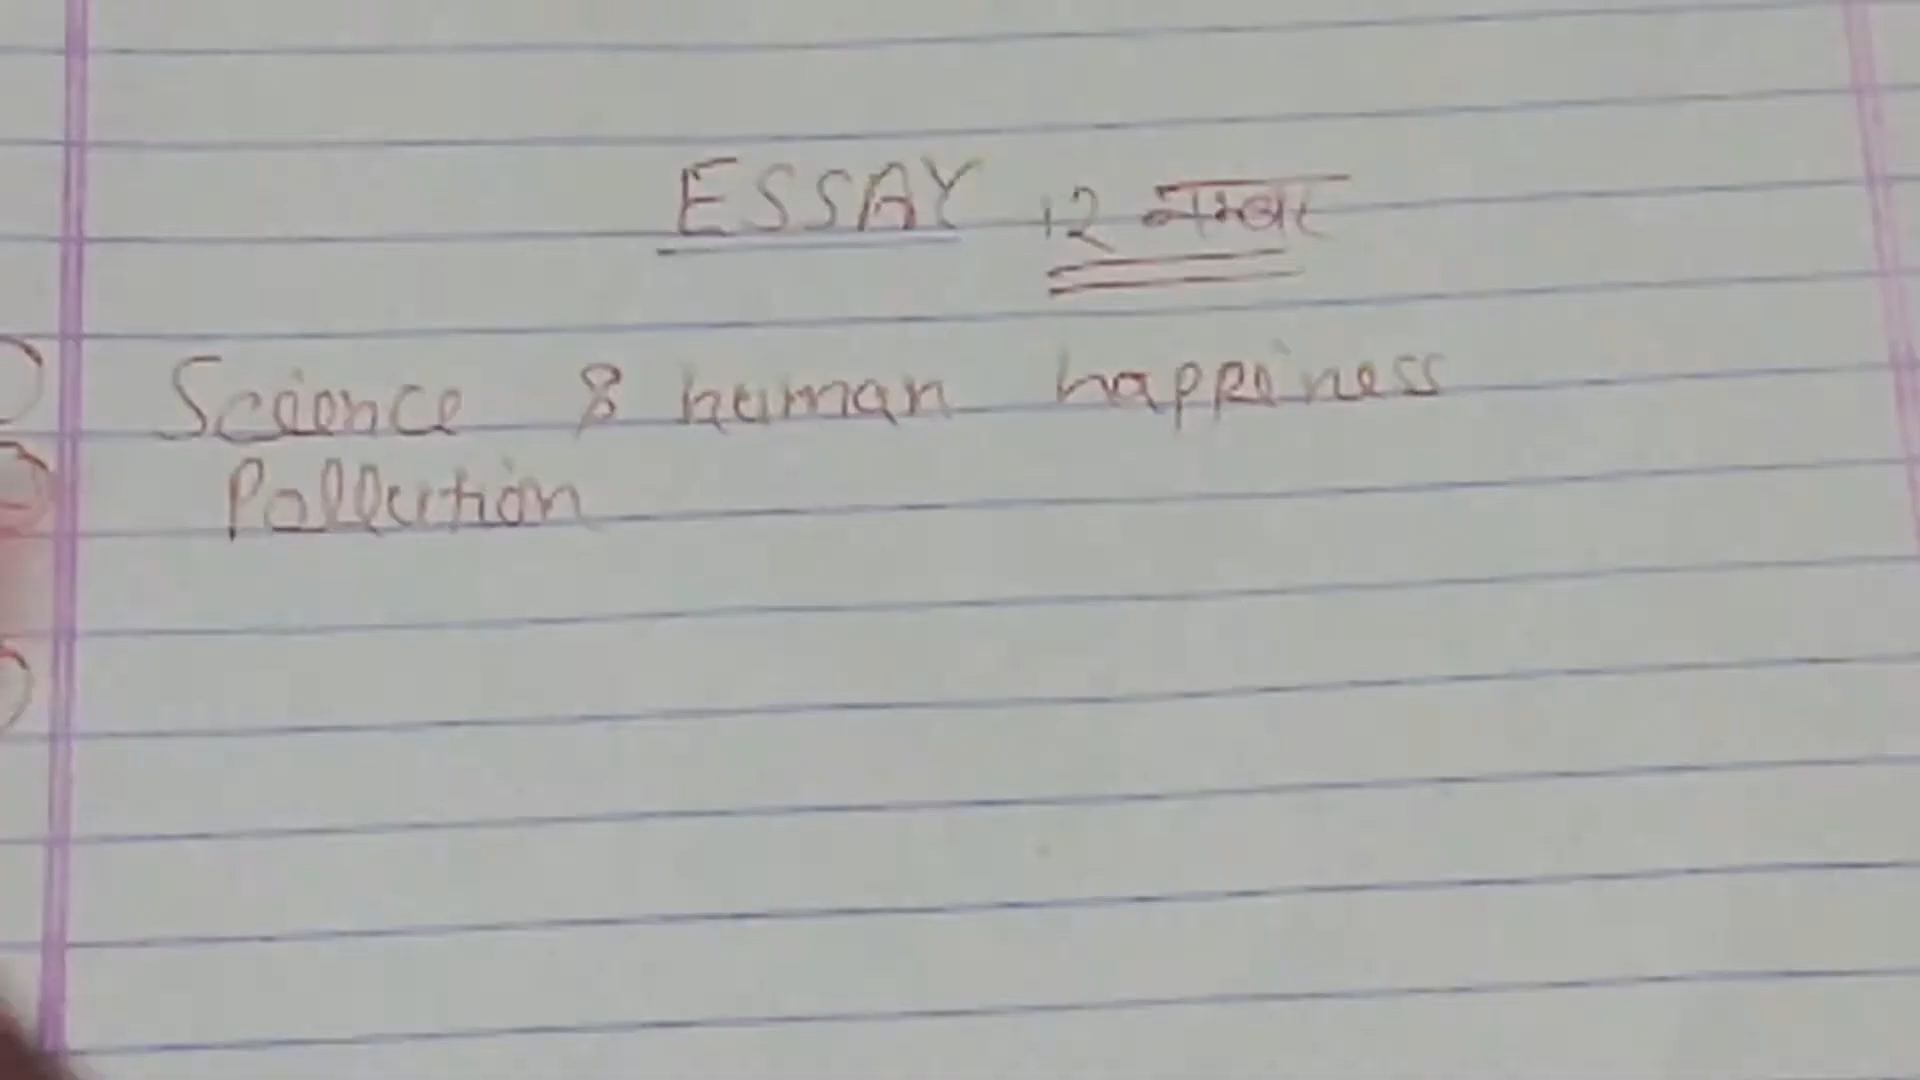 ESSAY 12 नम्बर
Science & human happiness
Pollution